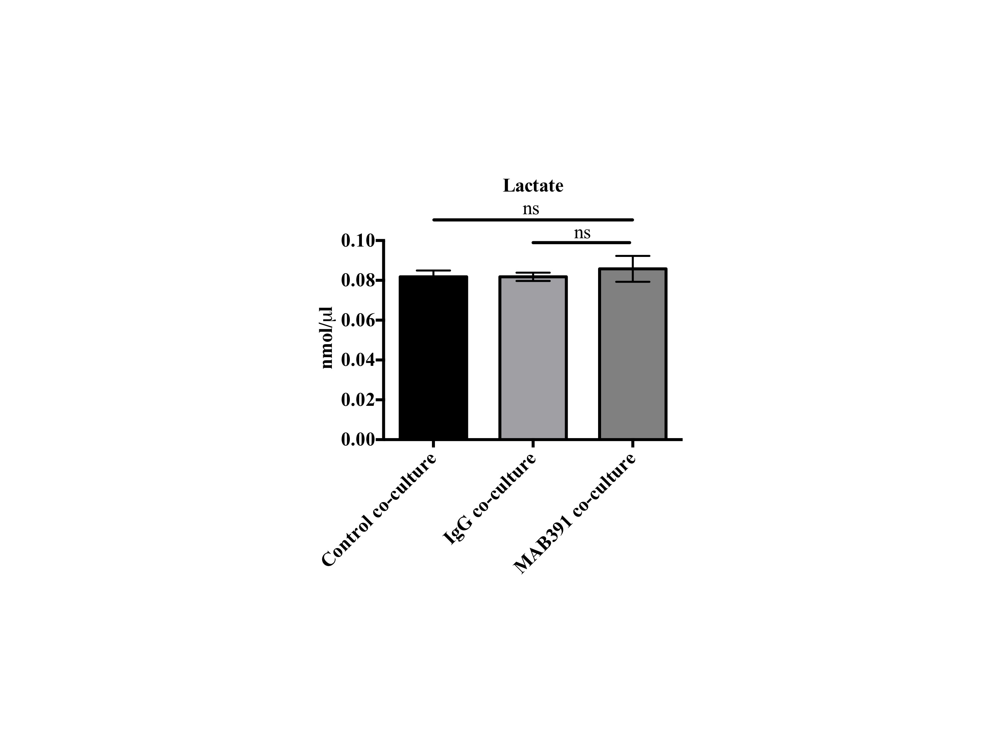 Lactate
ns
ns
0.10
0.08
0.06
0.04
0.02
0.00
nmol/μl
Control co-culture
IgG co-culture
MAB391 co-culture